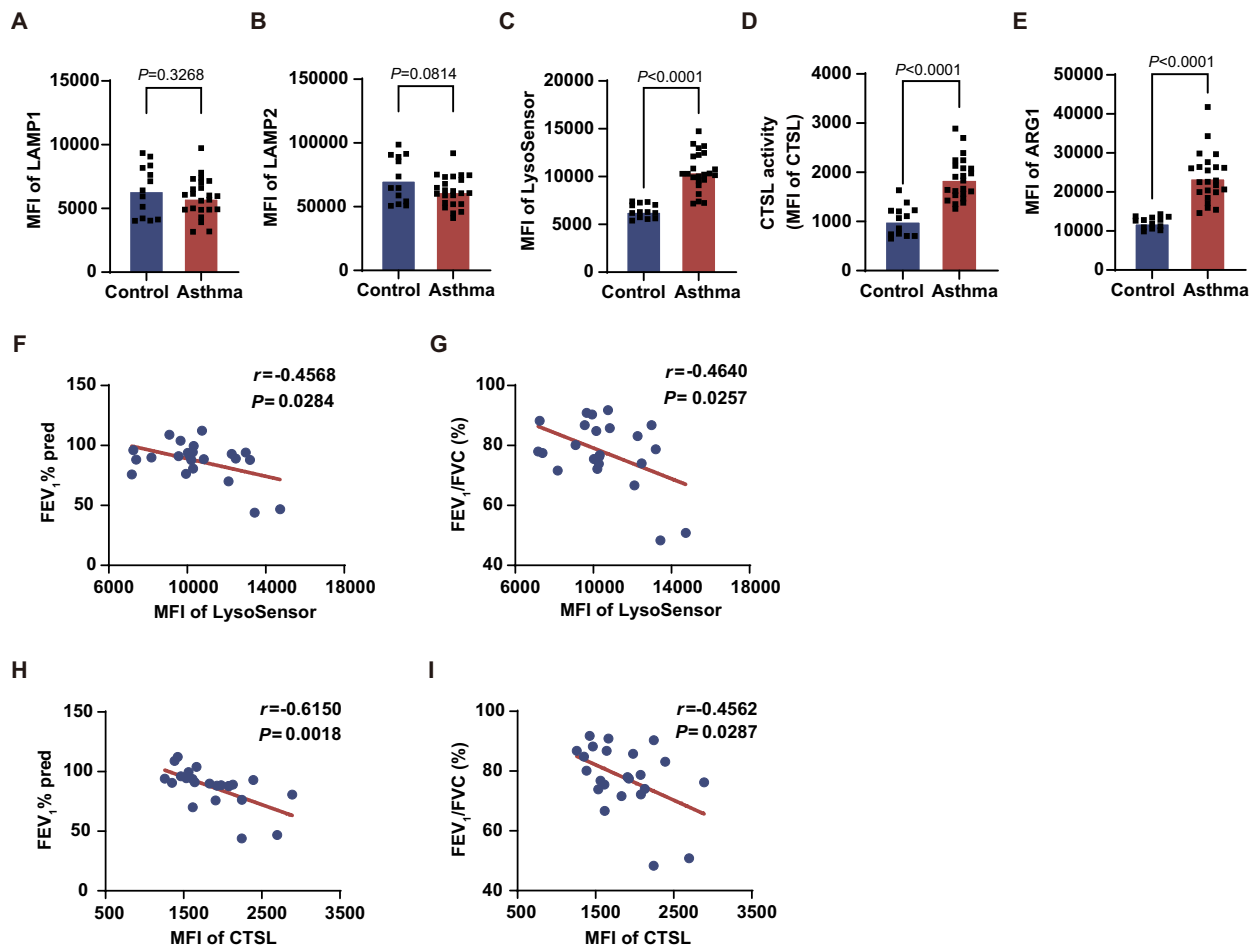 A
B
C
D
E
P=0.3268
MFI of LAMP1
15000
10000
5000
0
Control Asthma
P=0.0814
MFI of LAMP2
150000
100000
50000
0
Control Asthma
P<0.0001
MFI of LysoSensor
20000
15000
10000
5000
0
Control Asthma
P<0.0001
CTSL activity
(MFI of CTSL)
4000
3000
2000
1000
0
Control Asthma
P<0.0001
MFI of ARG1
50000
40000
30000
20000
10000
0
Control Asthma
F
r=-0.4568
P= 0.0284
FEV₁% pred
150
100
50
0
6000 10000 14000 18000
MFI of LysoSensor
G
r=-0.4640
P= 0.0257
FEV₁/FVC (%)
100
80
60
40
6000 10000 14000 18000
MFI of LysoSensor
H
r=-0.6150
P= 0.0018
FEV₁% pred
150
100
50
0
500 1500 2500 3500
MFI of CTSL
I
r=-0.4562
P= 0.0287
FEV₁/FVC (%)
100
80
60
40
500 1500 2500 3500
MFI of CTSL